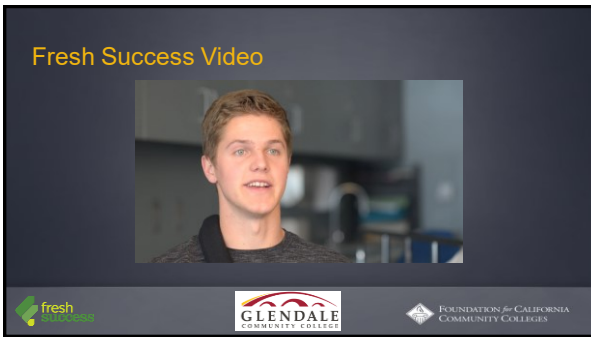 Fresh Success Video
fresh
success
GLENDALE
COMMUNITY COLLEGE
FOUNDATION for CALIFORNIA
COMMUNITY COLLEGES